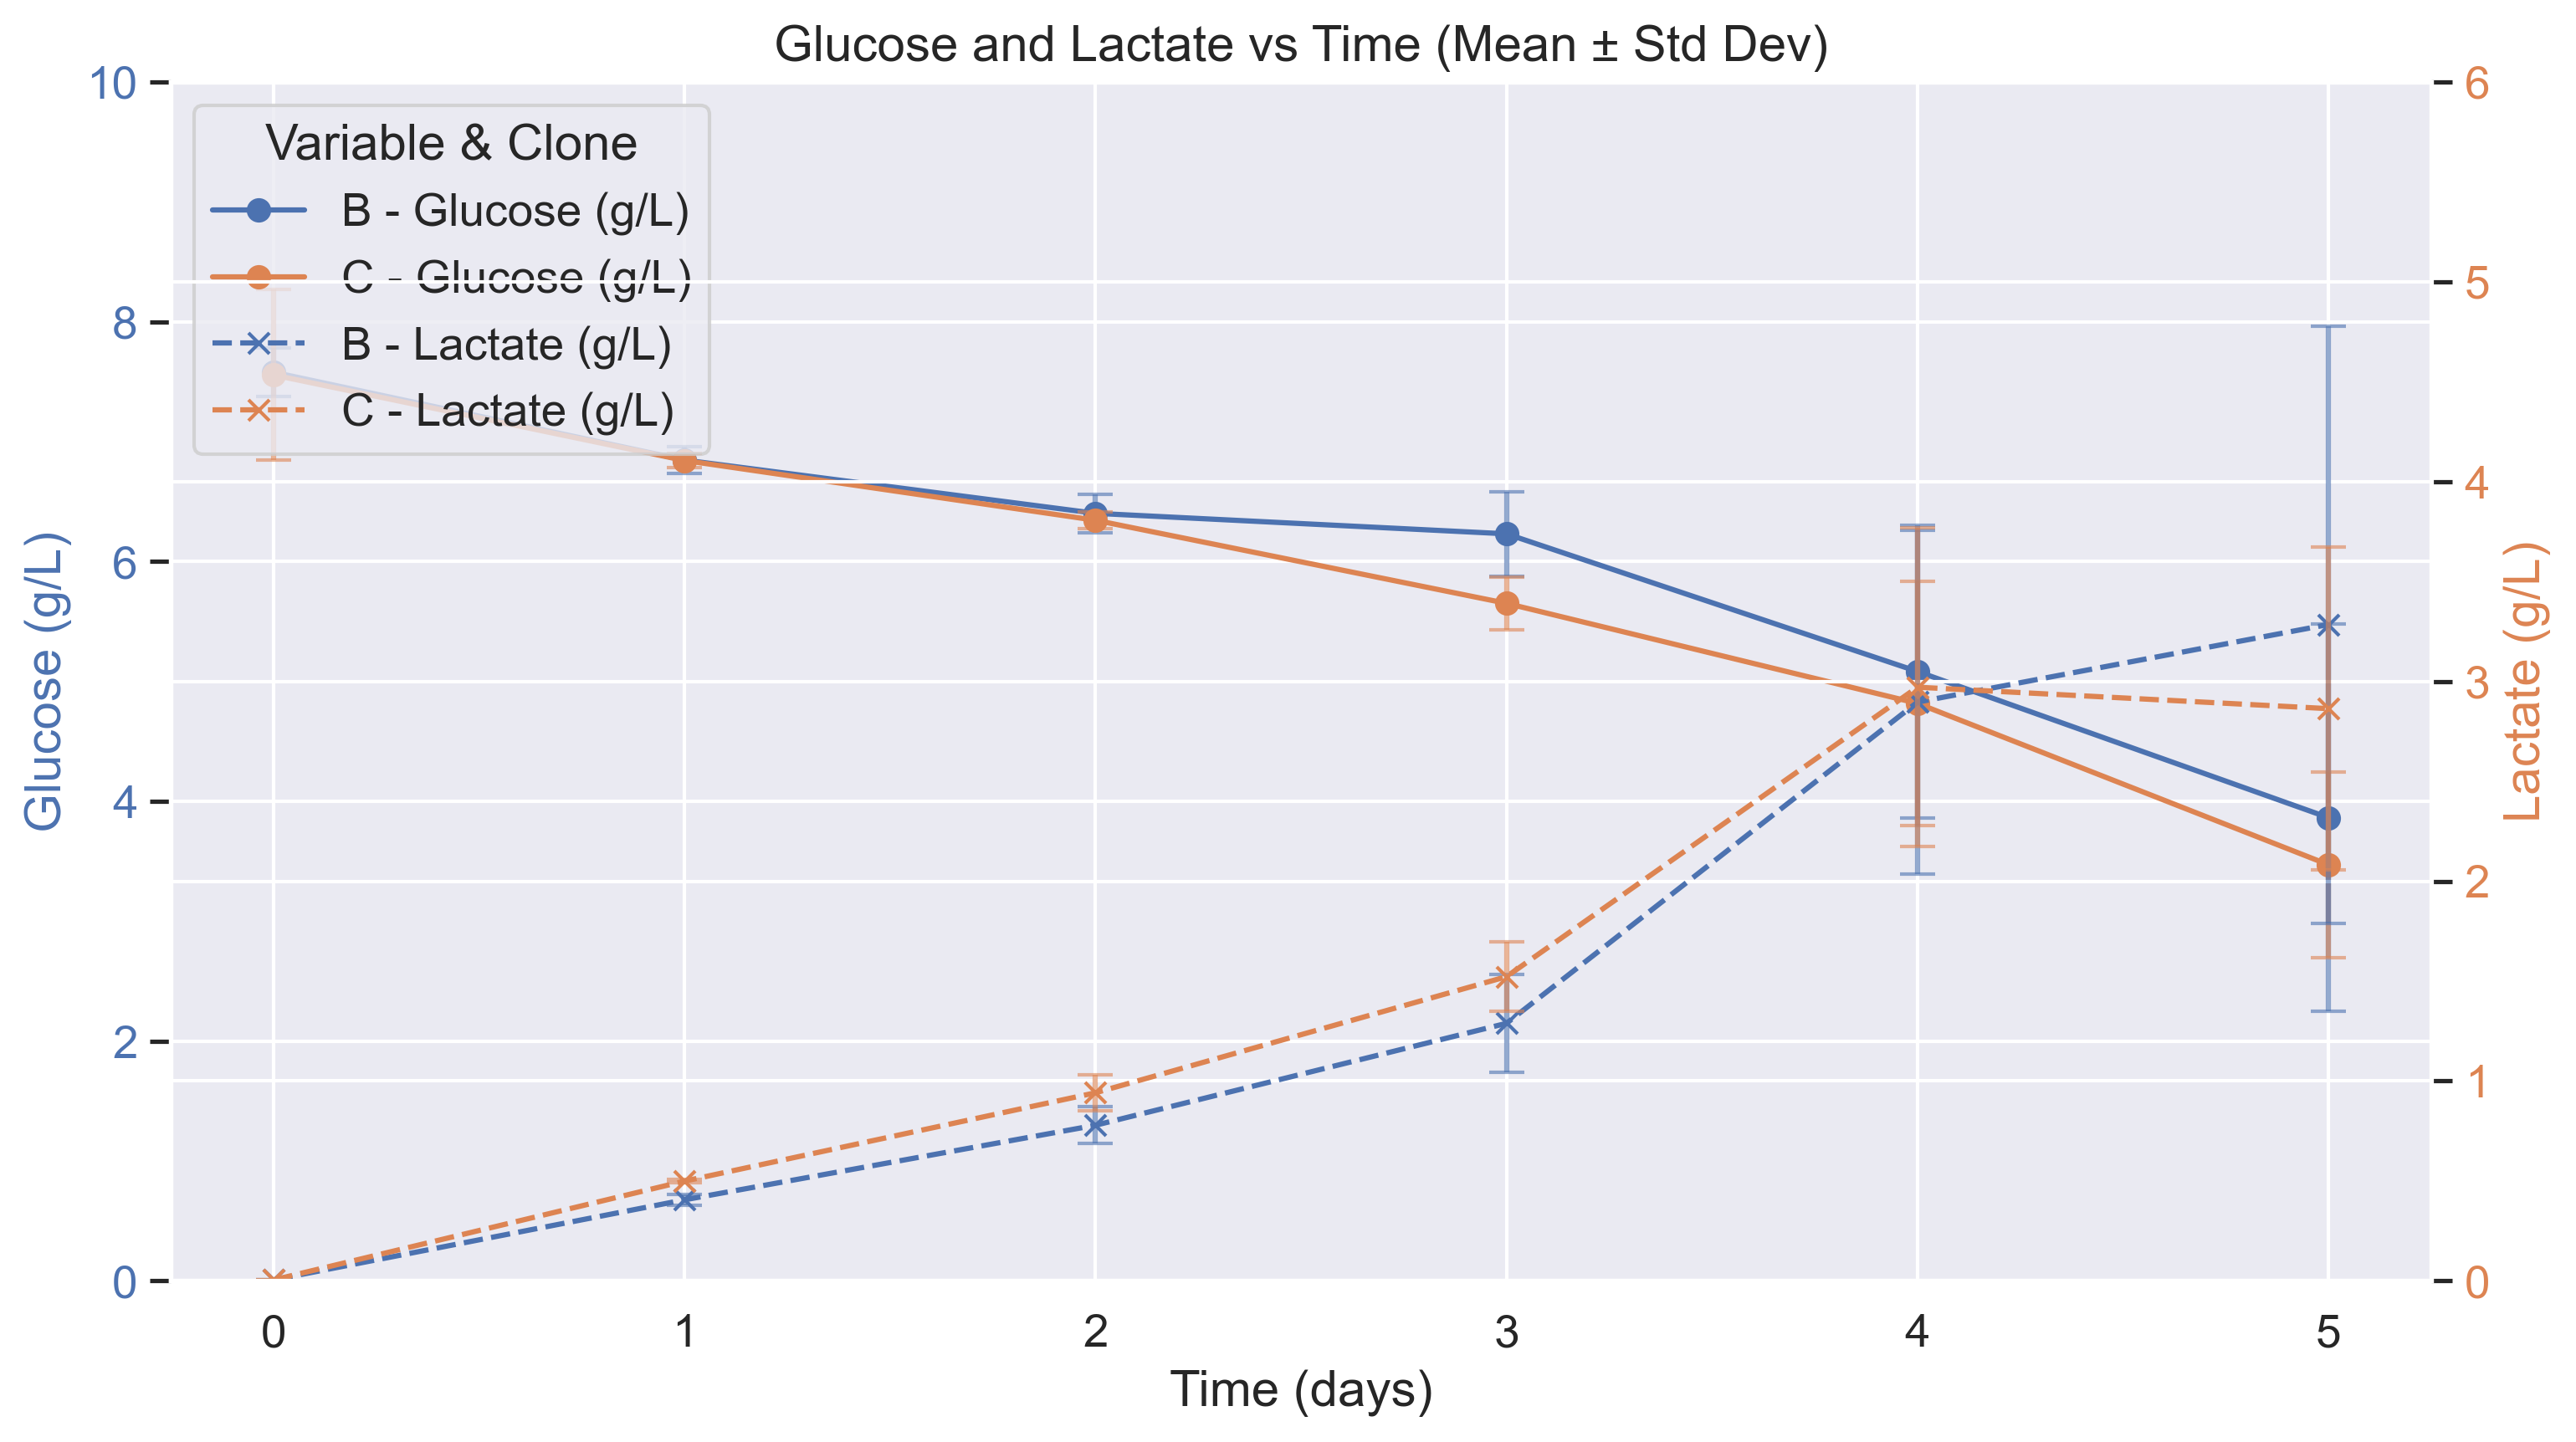 Glucose and Lactate vs Time (Mean ± Std Dev)
Variable & Clone
B - Glucose (g/L)
C - Glucose (g/L)
B - Lactate (g/L)
C - Lactate (g/L)
Glucose (g/L)
10
8
6
4
2
0
Lactate (g/L)
6
5
4
3
2
1
0
0 1 2 3 4 5
Time (days)